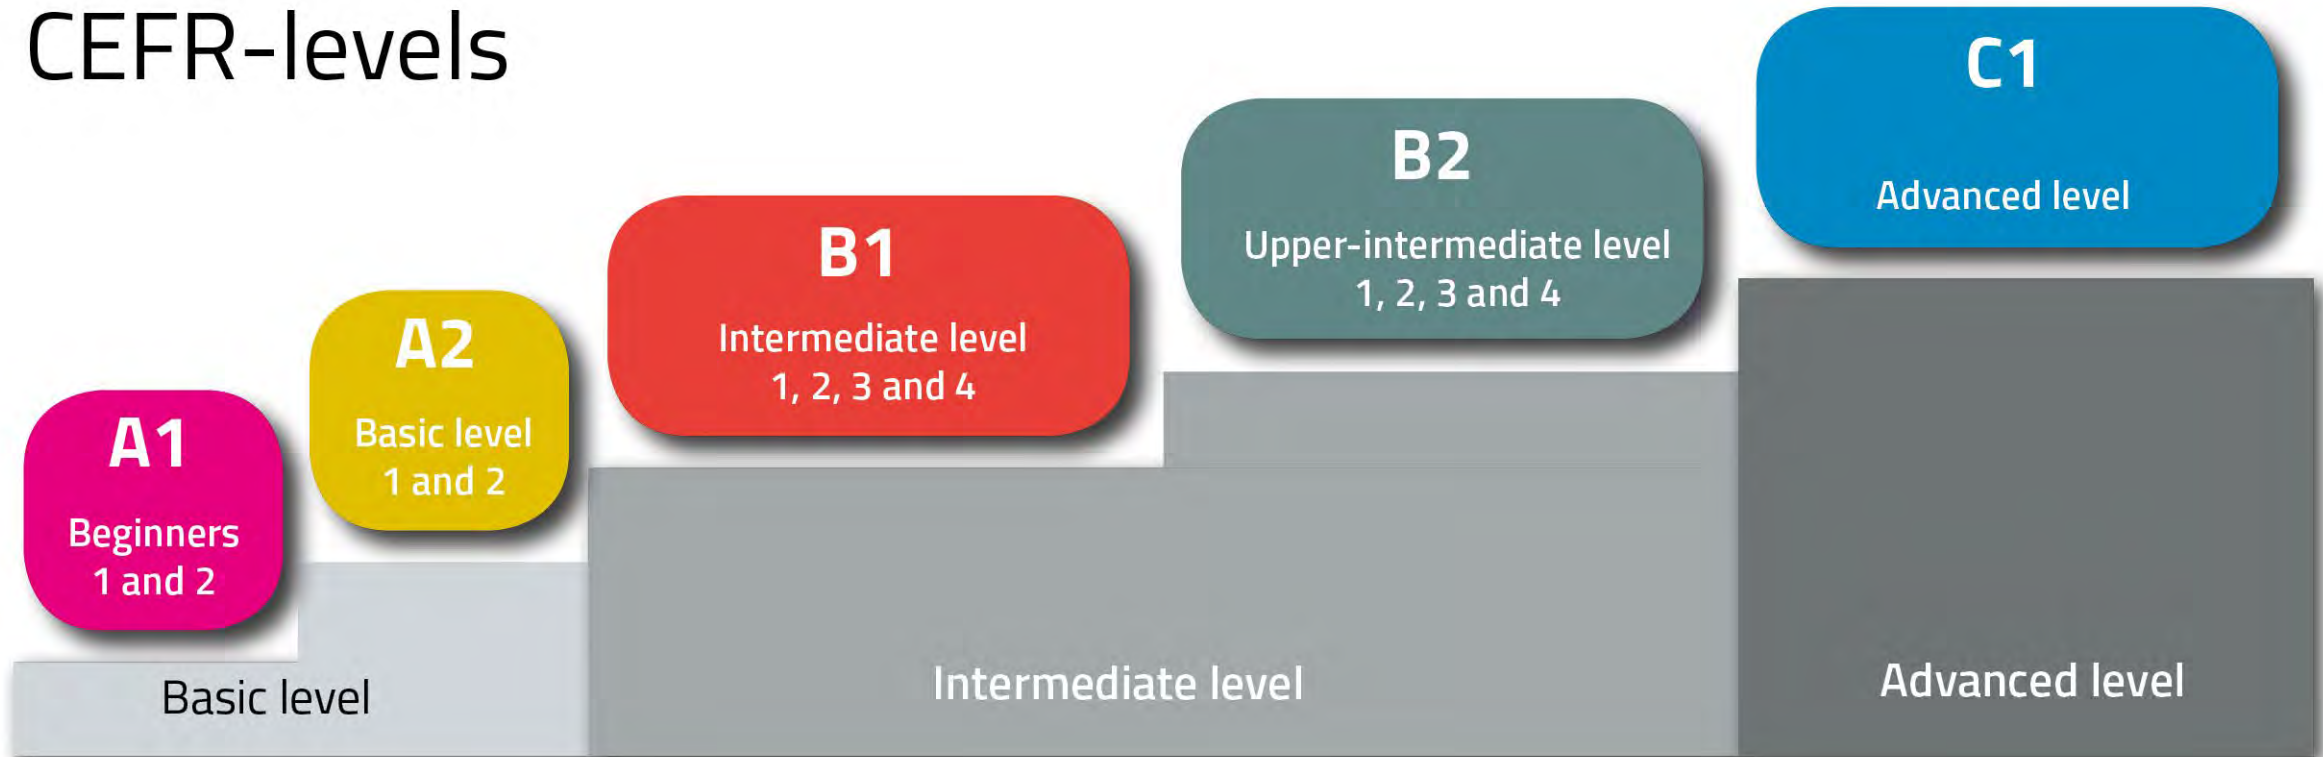 CEFR-levels
A1
Beginners
1 and 2
A2
Basic level
1 and 2
B1
Intermediate level
1, 2, 3 and 4
B2
Upper-intermediate level
1, 2, 3 and 4
C1
Advanced level
Basic level
Intermediate level
Advanced level